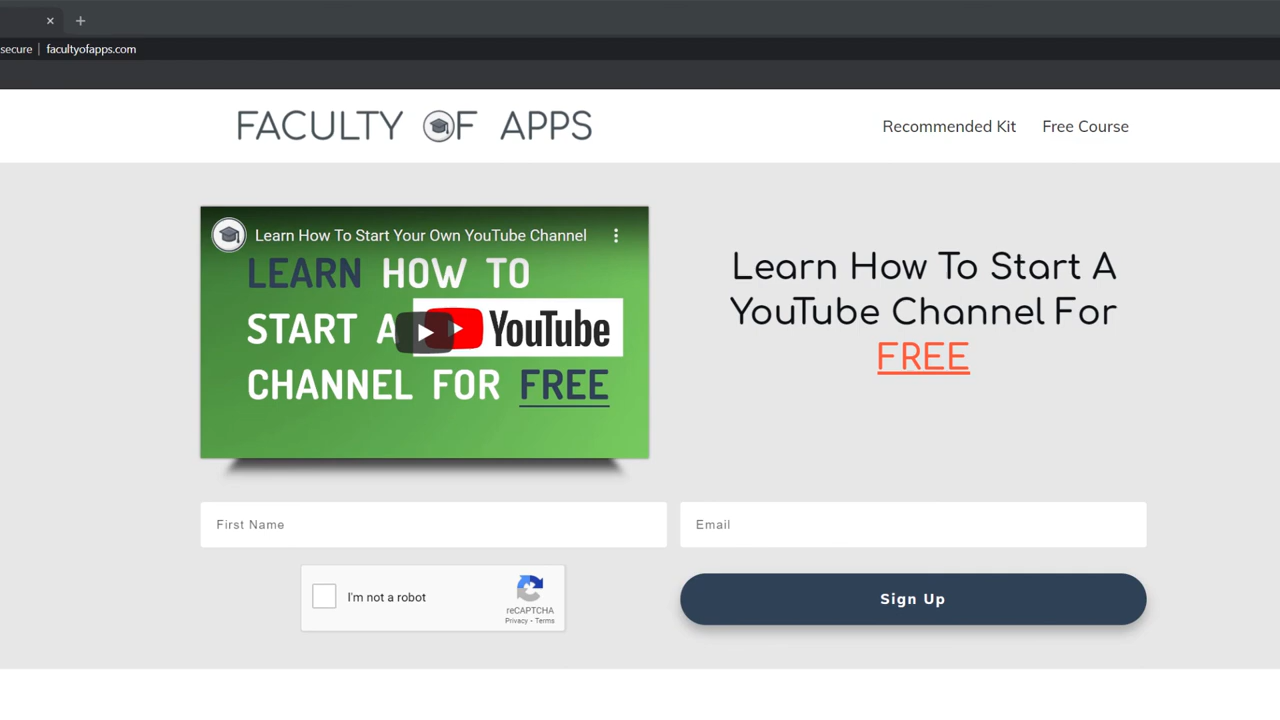 secure | facultyofapps.com
FACULTY OF APPS
Recommended Kit Free Course
Learn How To Start Your Own YouTube Channel
LEARN HOW TO
START A YouTube
CHANNEL FOR FREE
Learn How To Start A
YouTube Channel For
FREE
First Name
Email
I'm not a robot
reCAPTCHA
Privacy - Terms
Sign Up